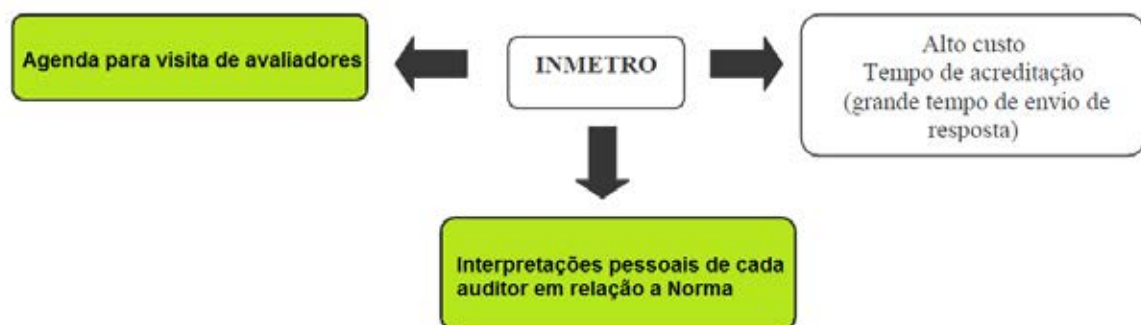 Agenda para visita de avaliadores
INMETRO
Alto custo
Tempo de acreditação
(grande tempo de envio de
resposta)
Interpretações pessoais de cada
auditor em relação a Norma